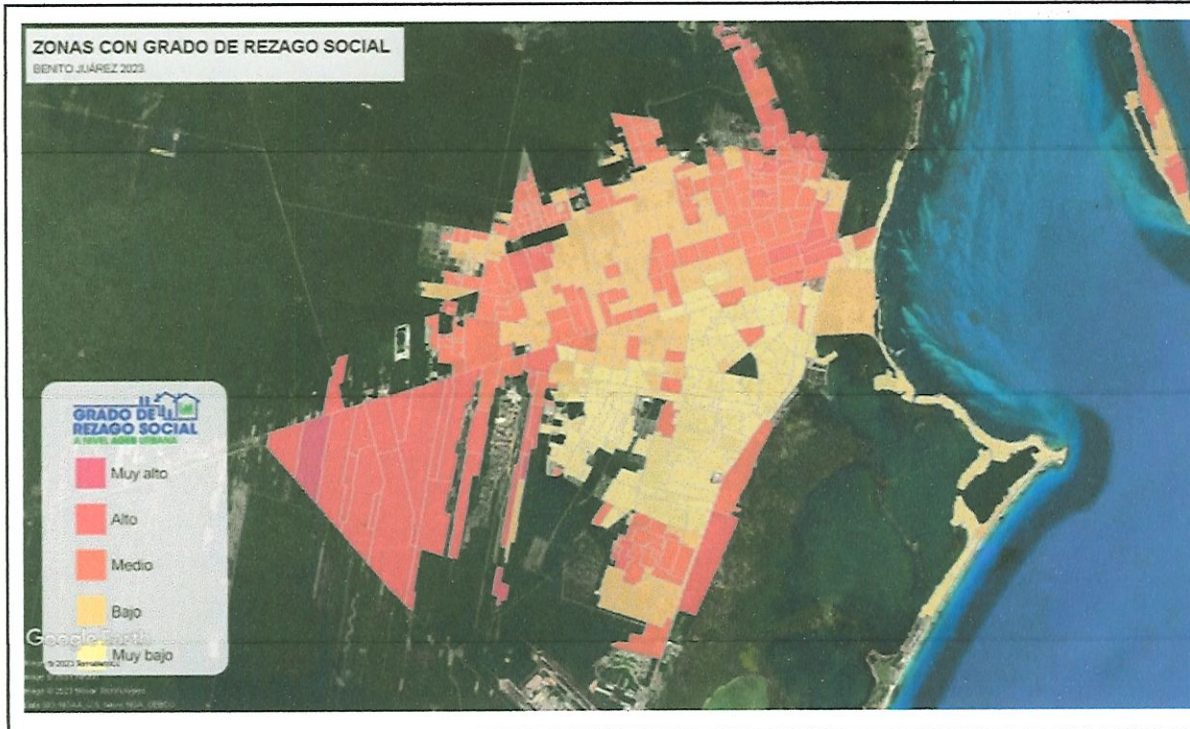 ZONAS CON GRADO DE REZAGO SOCIAL
BENITO JUÁREZ 2023.
GRADO DE
REZAGO SOCIAL
A NIVEL AGEB URBANA
Muy alto
Alto
Medio
Bajo
Google Earth
Muy bajo